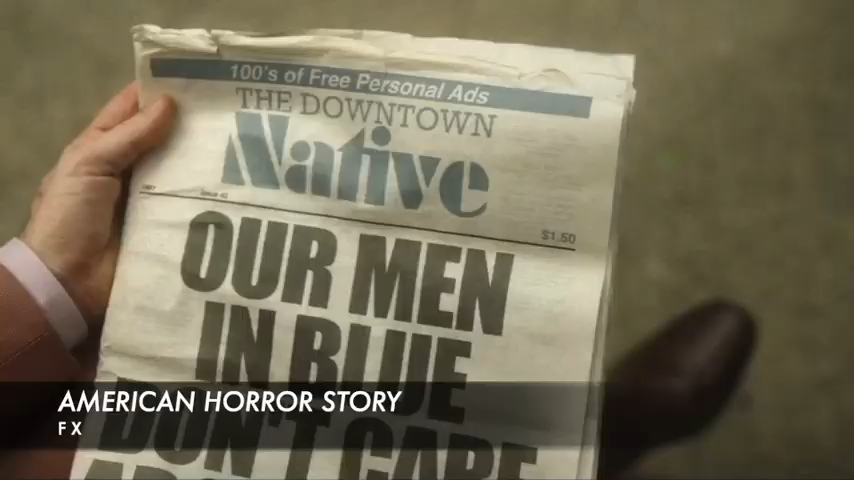 100's of Free Personal Ads
THE DOWNTOWN
Native
$1.50
OUR MEN
IN BLUE
DON'T CARE
AMERICAN HORROR STORY
FX